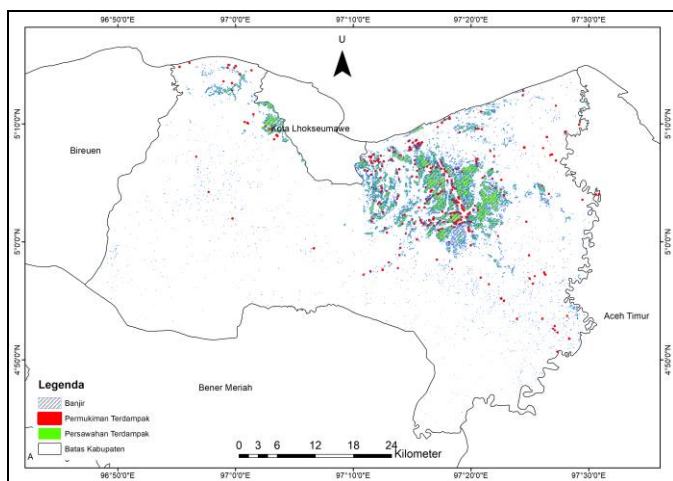 96°50'0"E 97°0'0"E 97°10'0"E 97°20'0"E 97°30'0"E
U
5°10'0"N 5°10'0"N
Kota Lhokseumawe
Bireuen
5°0'0"N 5°0'0"N
Aceh Timur
4°50'0"N 4°50'0"N
Bener Meriah
Legenda
Banjir
Permukiman Terdampak
Persawahan Terdampak
Batas Kabupaten
A
0 3 6 12 18 24
Kilometer
96°50'0"E 97°0'0"E 97°10'0"E 97°20'0"E 97°30'0"E